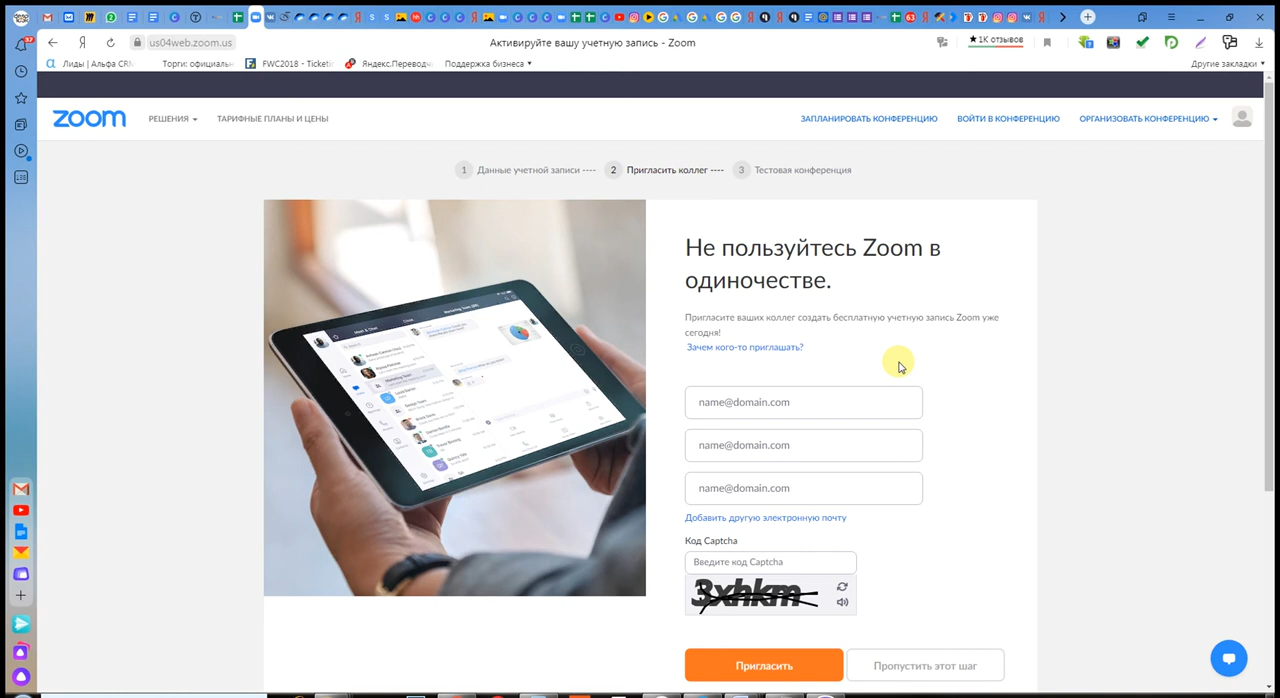 us04web.zoom.us
Активируйте вашу учетную запись - Zoom
★ 1K отзывов
Лиды | Альфа CRM
Торги: официальн
FWC2018 - Ticketi
Яндекс.Переводч
Поддержка бизнеса
Другие закладки
zoom
РЕШЕНИЯ
ТАРИФНЫЕ ПЛАНЫ И ЦЕНЫ
ЗАПЛАНИРОВАТЬ КОНФЕРЕНЦИЮ
ВОЙТИ В КОНФЕРЕНЦИЮ
ОРГАНИЗОВАТЬ КОНФЕРЕНЦИЮ
1 Данные учетной записи ---- 2 Пригласить коллег ---- 3 Тестовая конференция
Не пользуйтесь Zoom в
одиночестве.
Пригласите ваших коллег создать бесплатную учетную запись Zoom уже
сегодня!
Зачем кого-то приглашать?
name@domain.com
name@domain.com
name@domain.com
Добавить другую электронную почту
Код Captcha
Введите код Captcha
3xhkm
Пригласить
Пропустить этот шаг